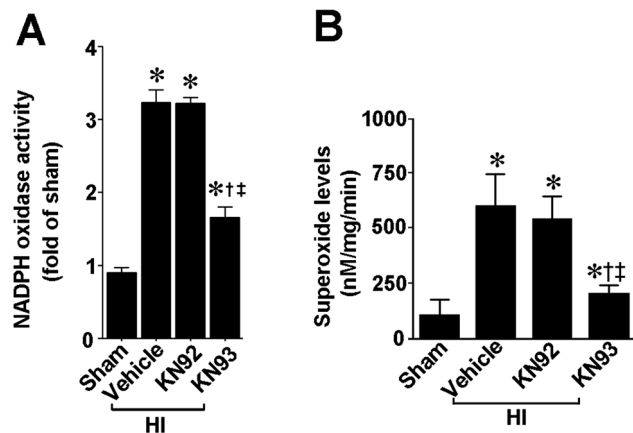 A
NADPH oxidase activity
(fold of sham)
4
3
2
1
0
*
*
*†‡
Sham
Vehicle
KN92
KN93
HI
B
Superoxide levels
(nM/mg/min)
1000
750
500
250
0
*
*
*†‡
Sham
Vehicle
KN92
KN93
HI